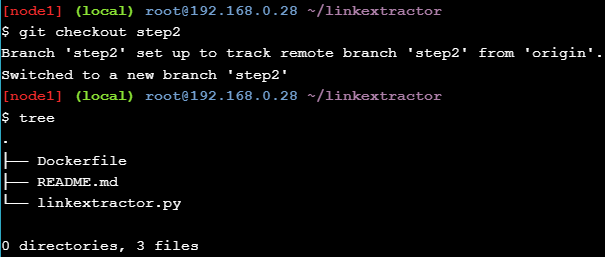 [node1] (local) root@192.168.0.28 ~/linkextractor
$ git checkout step2
Branch 'step2' set up to track remote branch 'step2' from 'origin'.
Switched to a new branch 'step2'
[node1] (local) root@192.168.0.28 ~/linkextractor
$ tree
.
├── Dockerfile
├── README.md
└── linkextractor.py
0 directories, 3 files